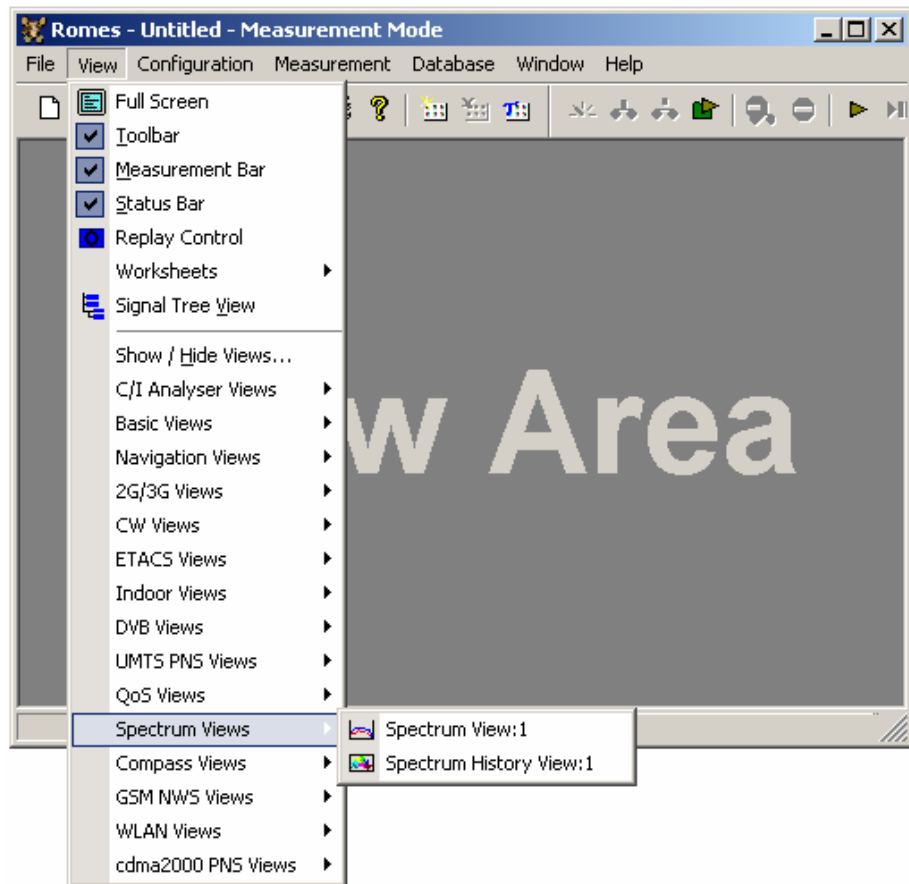 Romes - Untitled - Measurement Mode
File View Configuration Measurement Database Window Help
Full Screen
Toolbar
Measurement Bar
Status Bar
Replay Control
Worksheets
Signal Tree View
Show / Hide Views...
C/I Analyser Views
Basic Views
Navigation Views
2G/3G Views
CW Views
ETACS Views
Indoor Views
DVB Views
UMTS PNS Views
QoS Views
Spectrum Views
Compass Views
GSM NWS Views
WLAN Views
cdma2000 PNS Views
Spectrum View:1
Spectrum History View:1
w Area